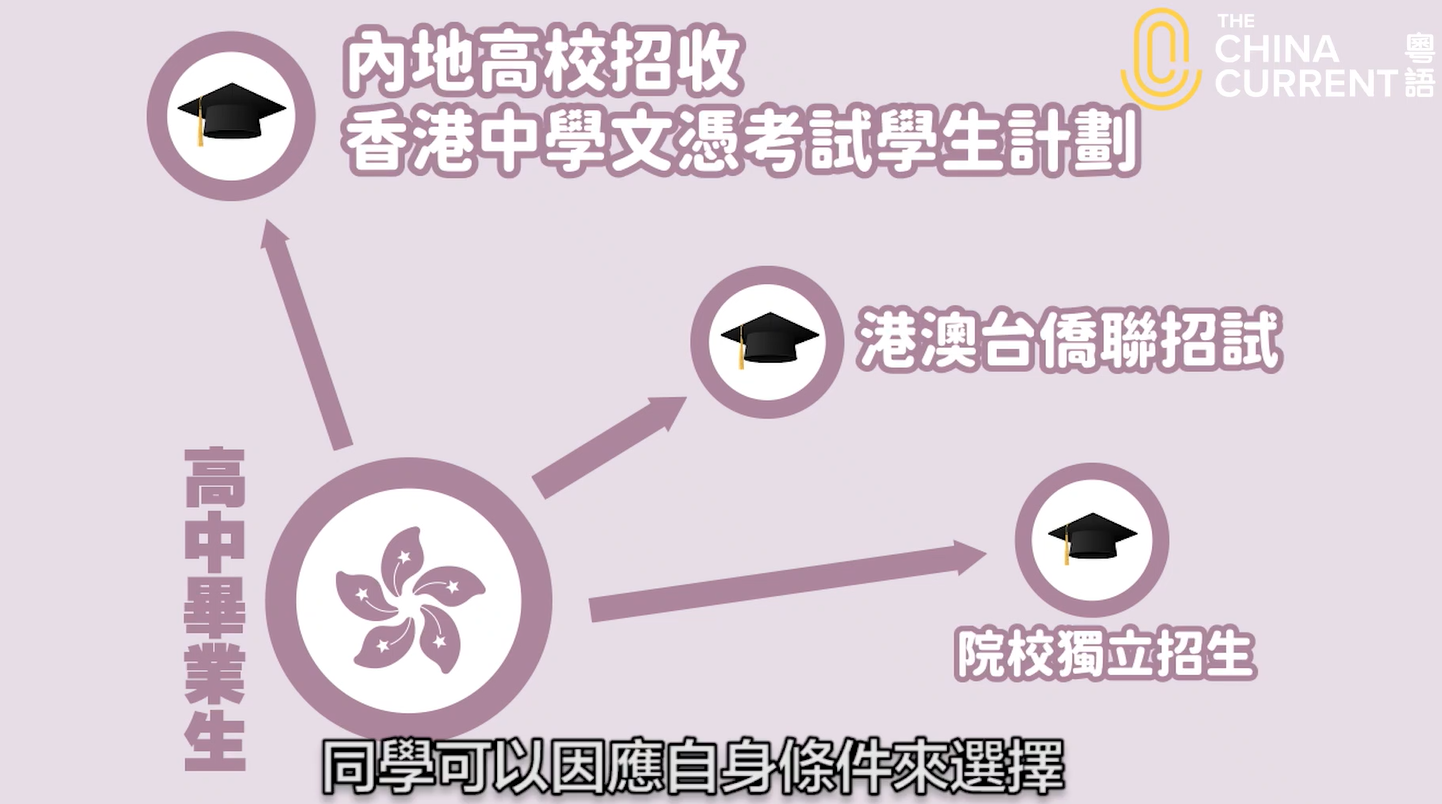 內地高校招收
香港中學文憑考試學生計劃
THE
CHINA
CURRENT
粵語
港澳台僑聯招試
高中畢業生
院校獨立招生
同學可以因應自身條件來選擇